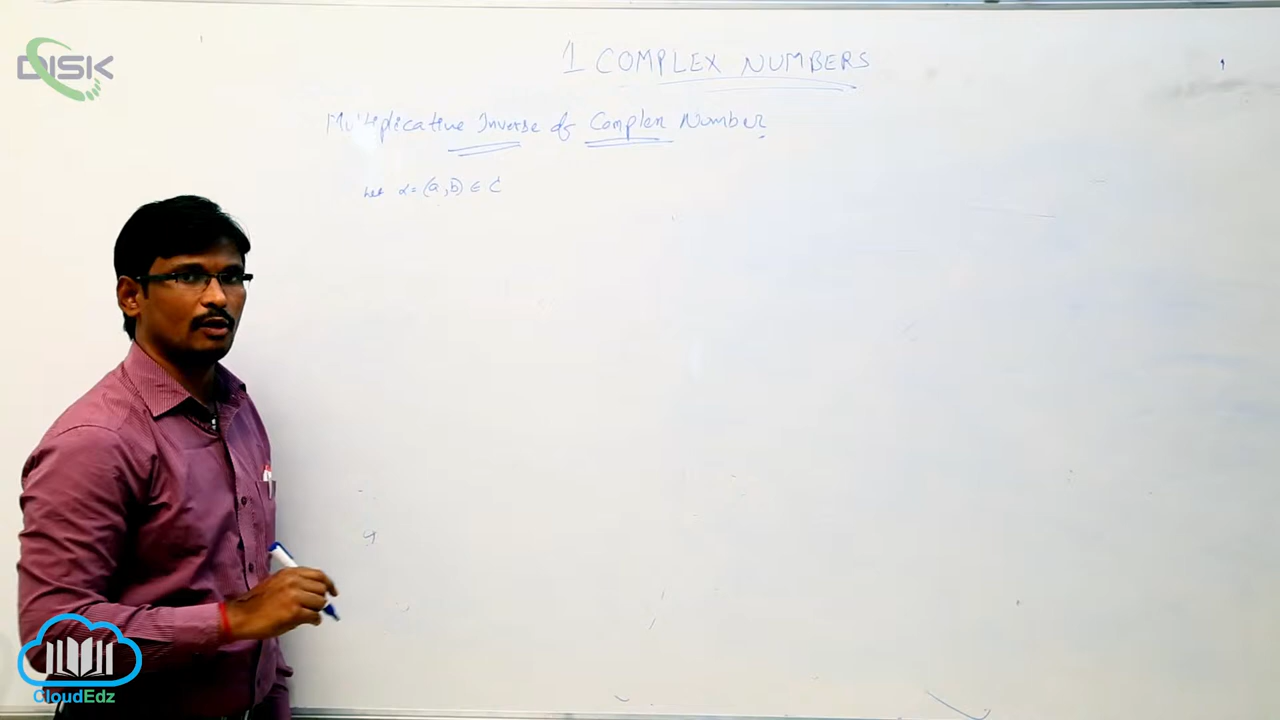 DISK
1 COMPLEX NUMBERS
Multiplicative Inverse of Complex Number
Let α = (a, b) ∈ C
CloudEdz